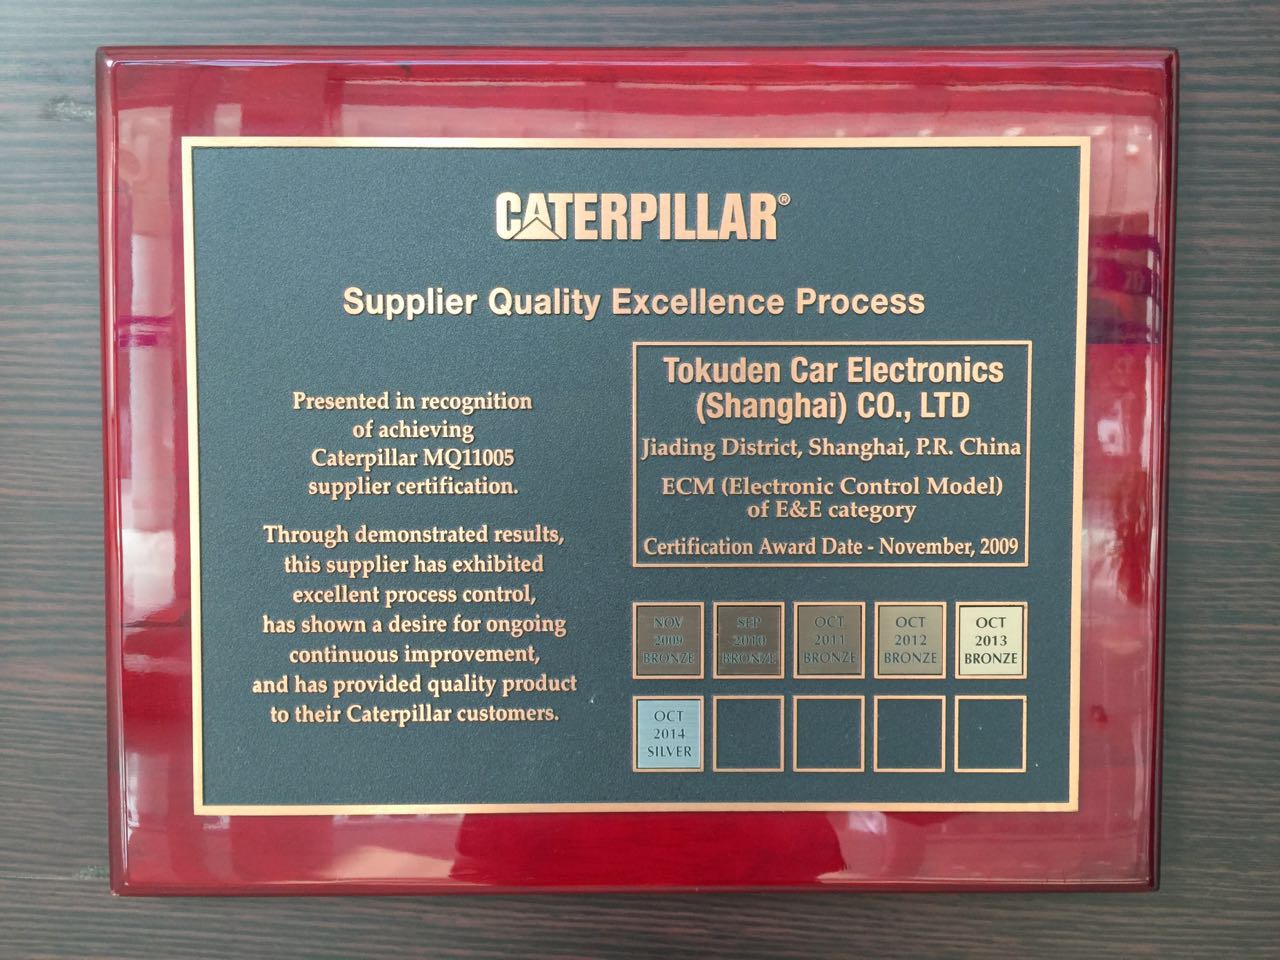 CATERPILLAR®
Supplier Quality Excellence Process
Presented in recognition
of achieving
Caterpillar MQ11005
supplier certification.
Through demonstrated results,
this supplier has exhibited
excellent process control,
has shown a desire for ongoing
continuous improvement,
and has provided quality product
to their Caterpillar customers.
Tokuden Car Electronics
(Shanghai) CO., LTD
Jiading District, Shanghai, P.R. China
ECM (Electronic Control Model)
of E&E category
Certification Award Date - November, 2009
NOV
2009
BRONZE
SEP
2010
BRONZE
OCT
2011
BRONZE
OCT
2012
BRONZE
OCT
2013
BRONZE
OCT
2014
SILVER